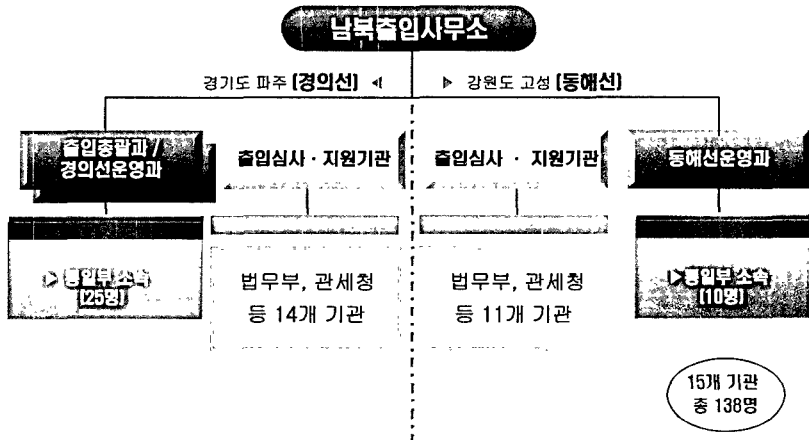 남북출입사무소
경기도 파주 (경의선) ◀
▶ 강원도 고성 (동해선)
출입총괄과 /
경의선운영과
출입심사 · 지원기관
출입심사 · 지원기관
동해선운영과
▶ 통일부 소속
(25명)
법무부, 관세청
등 14개 기관
법무부, 관세청
등 11개 기관
▶통일부 소속
(10명)
15개 기관
총 138명